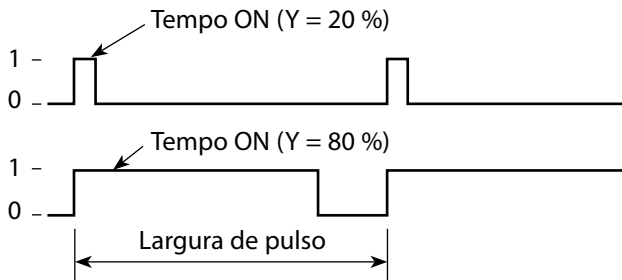 Tempo ON (Y = 20 %)
1
0
Tempo ON (Y = 80 %)
1
0
Largura de pulso